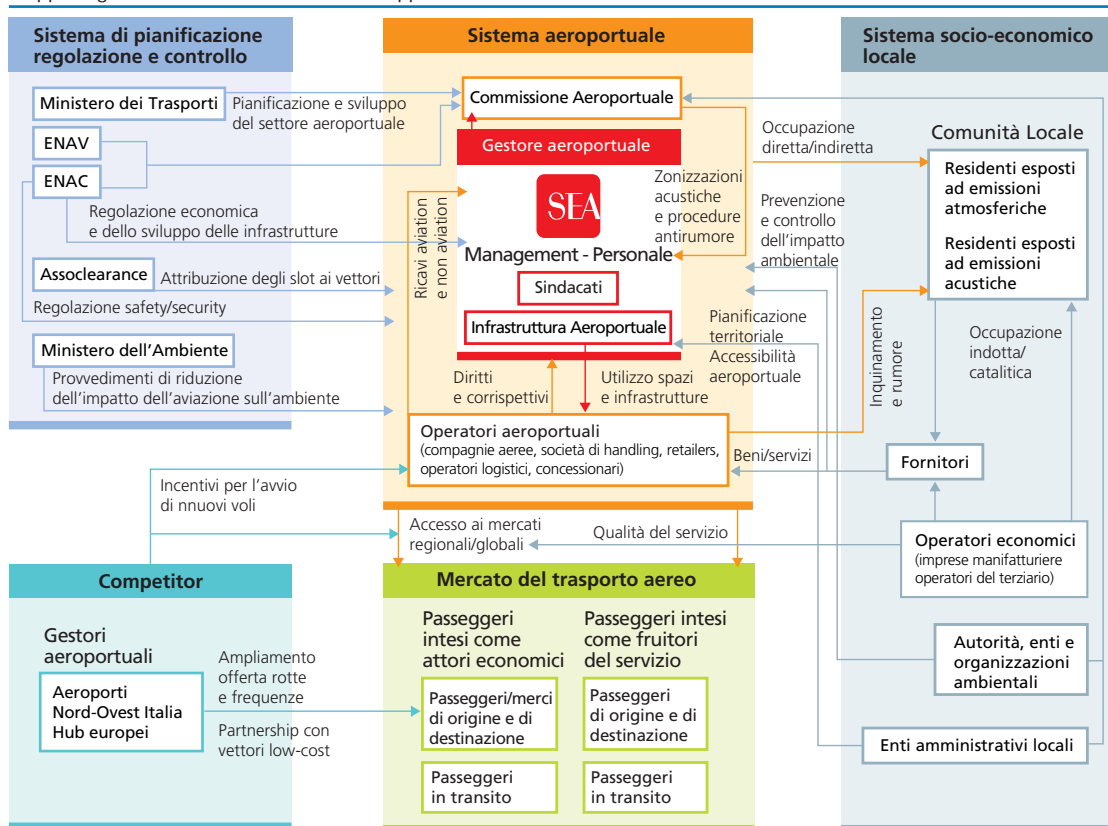 Sistema di pianificazione
regolazione e controllo
Ministero dei Trasporti
Pianificazione e sviluppo
del settore aeroportuale
ENAV
ENAC
Regolazione economica
e dello sviluppo delle infrastrutture
Assoclearance
Attribuzione degli slot ai vettori
Regolazione safety/security
Ministero dell'Ambiente
Provvedimenti di riduzione
dell'impatto dell'aviazione sull'ambiente
Sistema aeroportuale
Commissione Aeroportuale
Gestore aeroportuale
SEA
Zonizzazioni
acustiche
e procedure
antirumore
Ricavi aviation
e non aviation
Management - Personale
Sindacati
Infrastruttura Aeroportuale
Diritti
e corrispettivi
Utilizzo spazi
e infrastrutture
Operatori aeroportuali
(compagnie aeree, società di handling, retailers,
operatori logistici, concessionari)
Occupazione
diretta/indiretta
Prevenzione
e controllo
dell'impatto
ambientale
Pianificazione
territoriale
Accessibilità
aeroportuale
Inquinamento
e rumore
Beni/servizi
Sistema socio-economico
locale
Comunità Locale
Residenti esposti
ad emissioni
atmosferiche
Residenti esposti
ad emissioni
acustiche
Occupazione
indotta/
catalitica
Fornitori
Operatori economici
(imprese manifatturiere
operatori del terziario)
Autorità, enti e
organizzazioni
ambientali
Enti amministrativi locali
Incentivi per l'avvio
di nnuovi voli
Accesso ai mercati
regionali/globali
Qualità del servizio
Competitor
Gestori
aeroportuali
Aeroporti
Nord-Ovest Italia
Hub europei
Ampliamento
offerta rotte
e frequenze
Partnership con
vettori low-cost
Mercato del trasporto aereo
Passeggeri
intesi come
attori economici
Passeggeri/merci
di origine e di
destinazione
Passeggeri
in transito
Passeggeri intesi
come fruitori
del servizio
Passeggeri
di origine e di
destinazione
Passeggeri
in transito